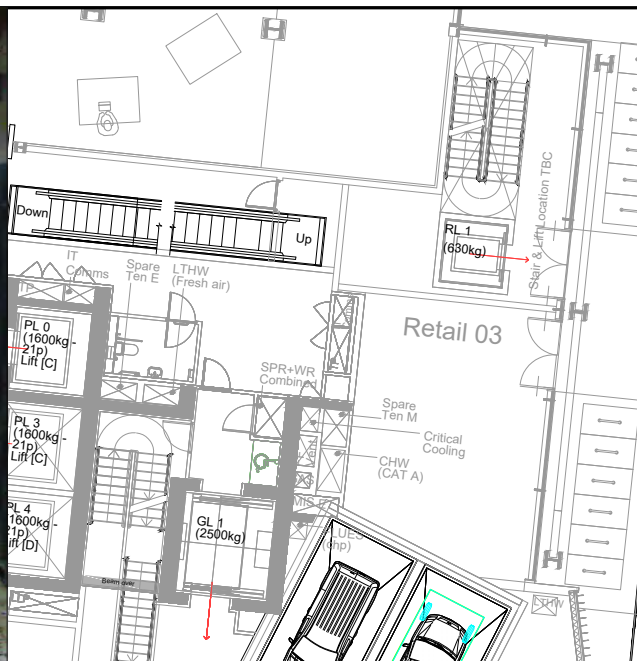 Down
Up
IT
Comms
Spare
Ten E
LTHW
(Fresh air)
RL 1
(630kg)
Stair & Lift Location TBC
TP
PL 0
(1600kg -
21p)
Lift [C]
Retail 03
SPR+WR
Combined
Spare
Ten M
Critical
Cooling
CHW
(CAT A)
PL 3
(1600kg -
21p)
Lift [C]
PL 4
1600kg -
21p)
Lift [D]
GL 1
(2500kg)
(chp)
Beam over
LTHW